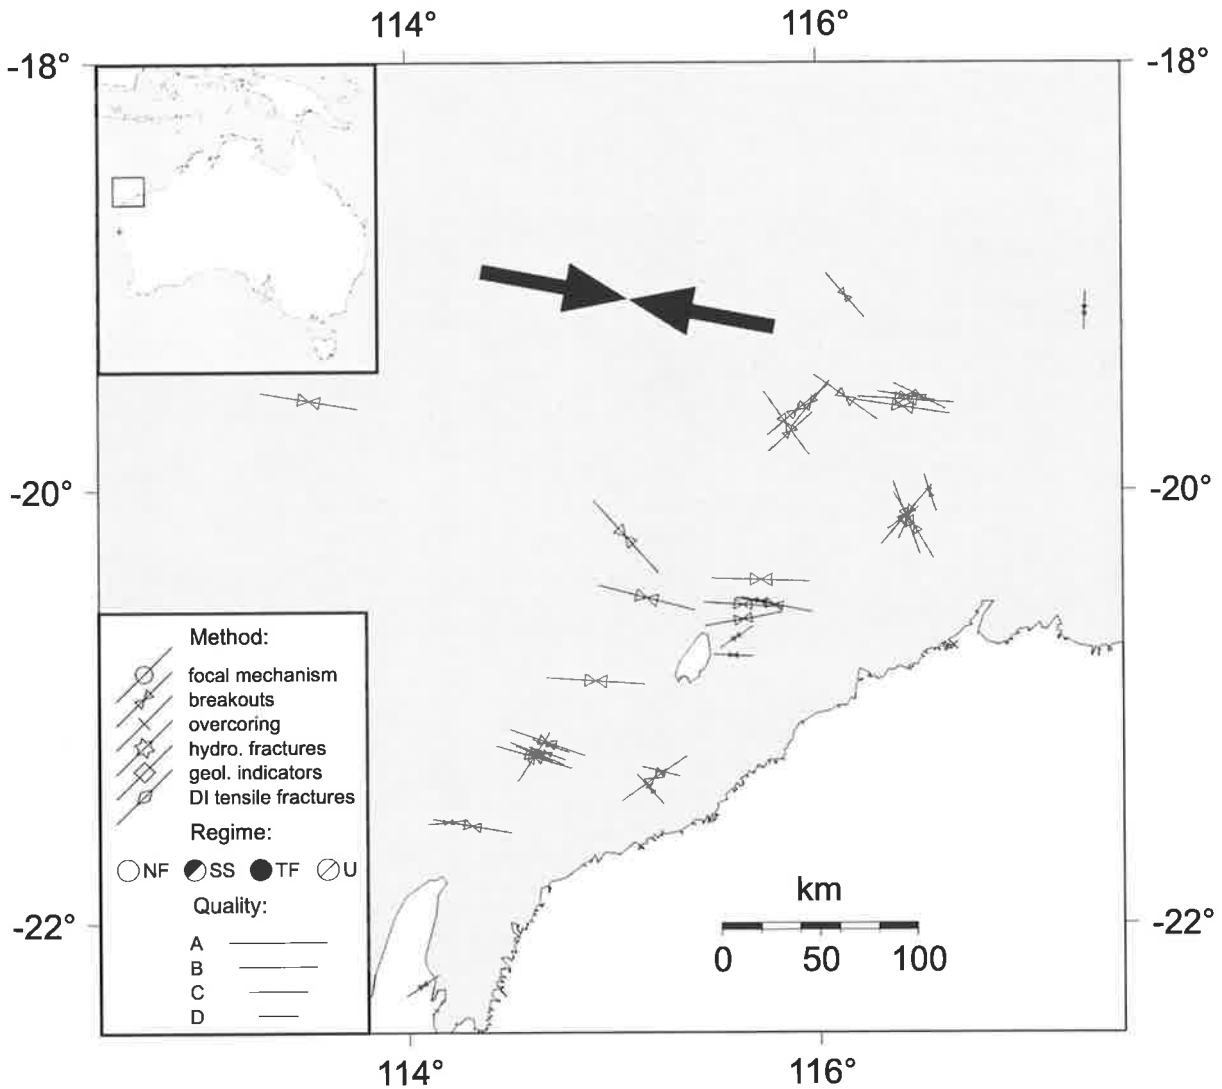 114° 116°
-18° -18°
-20° -20°
Method:
focal mechanism
breakouts
overcoring
hydro. fractures
geol. indicators
DI tensile fractures
Regime:
NF SS TF U
Quality:
A
B
C
D
km
0 50 100
-22° -22°
114° 116°